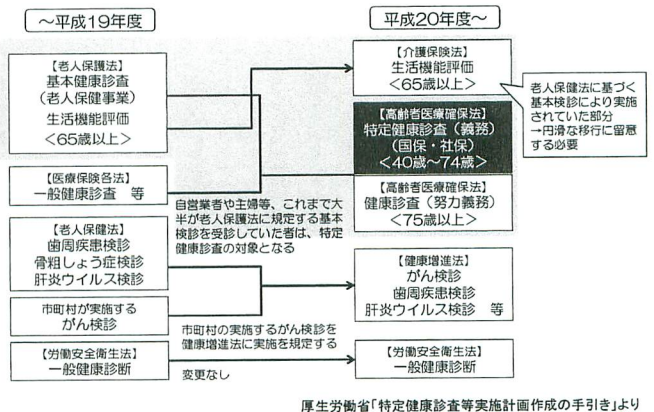 ～平成19年度
平成20年度～
【老人保護法】
基本健康診査
（老人保健事業）
生活機能評価
＜65歳以上＞
【医療保険各法】
一般健康診査　等
【老人保健法】
歯周疾患検診
骨粗しょう症検診
肝炎ウイルス検診
市町村が実施する
がん検診
【労働安全衛生法】
一般健康診断
自営業者や主婦等、これまで大
半が老人保護法に規定する基本
検診を受診していた者は、特定
健康診査の対象となる
市町村の実施するがん検診を
健康増進法に実施を規定する
変更なし
【介護保険法】
生活機能評価
＜65歳以上＞
【高齢者医療確保法】
特定健康診査（義務）
（国保・社保）
＜40歳～74歳＞
【高齢者医療確保法】
健康診査（努力義務）
＜75歳以上＞
【健康増進法】
がん検診
歯周疾患検診
肝炎ウイルス検診　等
【労働安全衛生法】
一般健康診断
老人保健法に基づく
基本検診により実施
されていた部分
→円滑な移行に留意
する必要
厚生労働省「特定健康診査等実施計画作成の手引き」より